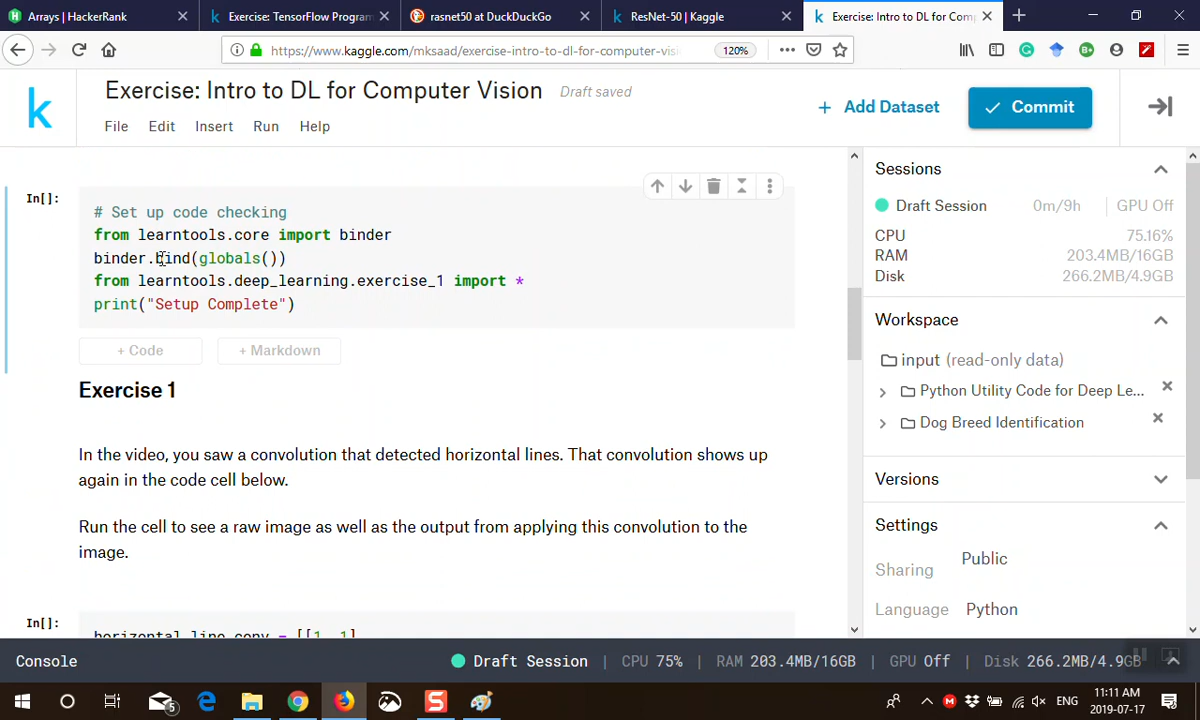 Arrays | HackerRank
Exercise: TensorFlow Program
rasnet50 at DuckDuckGo
ResNet-50 | Kaggle
Exercise: Intro to DL for Comp
https://www.kaggle.com/mksaad/exercise-intro-to-dl-for-computer-visi
120%
Exercise: Intro to DL for Computer Vision
Draft saved
File Edit Insert Run Help
+ Add Dataset
Commit
In[]:
# Set up code checking
from learntools.core import binder
binder.bind(globals())
from learntools.deep_learning.exercise_1 import *
print("Setup Complete")
+ Code
+ Markdown
Exercise 1
In the video, you saw a convolution that detected horizontal lines. That convolution shows up
again in the code cell below.
Run the cell to see a raw image as well as the output from applying this convolution to the
image.
In[]:
horizontal_line_conv = [[1, 1],
Sessions
Draft Session 0m/9h GPU Off
CPU 75.16%
RAM 203.4MB/16GB
Disk 266.2MB/4.9GB
Workspace
input (read-only data)
Python Utility Code for Deep Le...
Dog Breed Identification
Versions
Settings
Sharing Public
Language Python
Console
Draft Session | CPU 75% | RAM 203.4MB/16GB | GPU Off | Disk 266.2MB/4.9GB
5
ENG
11:11 AM
2019-07-17